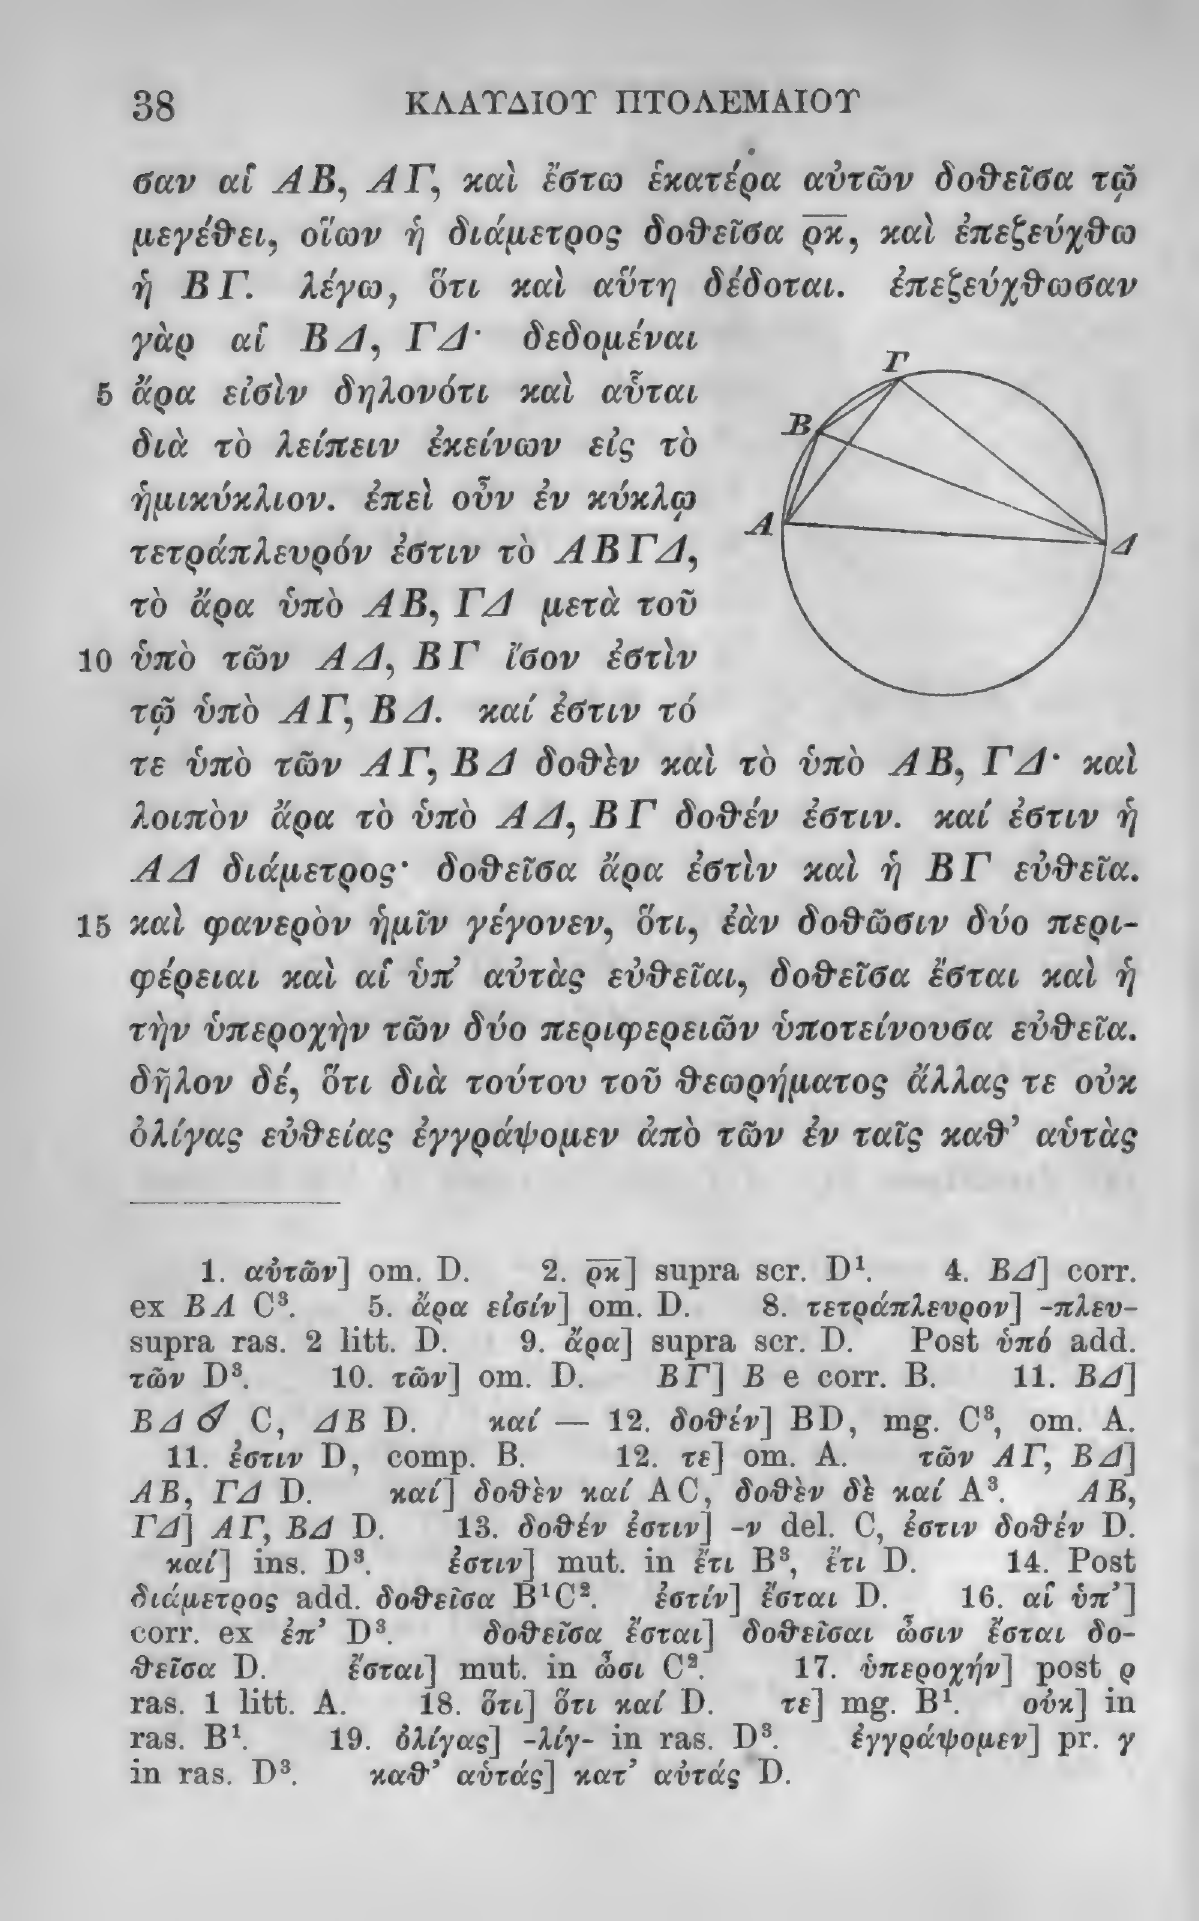 38 ΚΛΑΥΔΙΟΥ ΠΤΟΛΕΜΑΙΟΥ
σαν αἱ ΑΒ, ΑΓ, καὶ ἔστω ἑκατέρα αὐτῶν δοθεῖσα τῷ
μεγέθει, οἵων ἡ διάμετρος δοθεῖσα ρ̅κ̅, καὶ ἐπεζεύχθω
ἡ ΒΓ. λέγω, ὅτι καὶ αὕτη δέδοται. ἐπεζεύχθωσαν
γὰρ αἱ ΒΔ, ΓΔ· δεδομέναι
5 ἄρα εἰσὶν δηλονότι καὶ αὗται
διὰ τὸ λείπειν ἐκείνων εἰς τὸ
ἡμικύκλιον. ἐπεὶ οὖν ἐν κύκλῳ
τετράπλευρόν ἐστιν τὸ ΑΒΓΔ,
τὸ ἄρα ὑπὸ ΑΒ, ΓΔ μετὰ τοῦ
10 ὑπὸ τῶν ΑΔ, ΒΓ ἴσον ἐστὶν
τῷ ὑπὸ ΑΓ, ΒΔ. καί ἐστιν τό
Γ
Β
Α
Δ
τε ὑπὸ τῶν ΑΓ, ΒΔ δοθὲν καὶ τὸ ὑπὸ ΑΒ, ΓΔ· καὶ
λοιπὸν ἄρα τὸ ὑπὸ ΑΔ, ΒΓ δοθέν ἐστιν. καί ἐστιν ἡ
ΑΔ διάμετρος· δοθεῖσα ἄρα ἐστὶν καὶ ἡ ΒΓ εὐθεῖα.
15 καὶ φανερὸν ἡμῖν γέγονεν, ὅτι, ἐὰν δοθῶσιν δύο περι-
φέρειαι καὶ αἱ ὑπ’ αὐτὰς εὐθεῖαι, δοθεῖσα ἔσται καὶ ἡ
τὴν ὑπεροχὴν τῶν δύο περιφερειῶν ὑποτείνουσα εὐθεῖα.
δῆλον δέ, ὅτι διὰ τούτου τοῦ θεωρήματος ἄλλας τε οὐκ
ὀλίγας εὐθείας ἐγγράψομεν ἀπὸ τῶν ἐν ταῖς καθ’ αὑτὰς
1. αὐτῶν] om. D. 2. ρ̅κ̅] supra scr. D¹. 4. ΒΔ] corr.
ex ΒΛ C³. 5. ἄρα εἰσίν] om. D. 8. τετράπλευρον] -πλευ-
supra ras. 2 litt. D. 9. ἄρα] supra scr. D. Post ὑπό add.
τῶν D³. 10. τῶν] om. D. ΒΓ] Β e corr. B. 11. ΒΔ]
ΒΔ ♂ C, ΔΒ D. καί — 12. δοθέν] BD, mg. C³, om. A.
11. ἐστιν D, comp. B. 12. τε] om. A. τῶν ΑΓ, ΒΔ]
ΑΒ, ΓΔ D. καί] δοθὲν καί AC, δοθὲν δὲ καί A³. ΑΒ,
ΓΔ] ΑΓ, ΒΔ D. 13. δοθέν ἐστιν] -ν del. C, ἐστιν δοθέν D.
καί] ins. D³. ἐστιν] mut. in ἔτι B³, ἔτι D. 14. Post
διάμετρος add. δοθεῖσα B¹C². ἐστίν] ἔσται D. 16. αἱ ὑπ’]
corr. ex ἐπ’ D³. δοθεῖσα ἔσται] δοθεῖσαι ὦσιν ἔσται δο-
θεῖσα D. ἔσται] mut. in ὦσι C². 17. ὑπεροχήν] post ρ
ras. 1 litt. A. 18. ὅτι] ὅτι καί D. τε] mg. B¹. οὐκ] in
ras. B¹. 19. ὀλίγας] -λίγ- in ras. D³. ἐγγράψομεν] pr. γ
in ras. D³. καθ’ αὑτάς] κατ’ αὐτάς D.